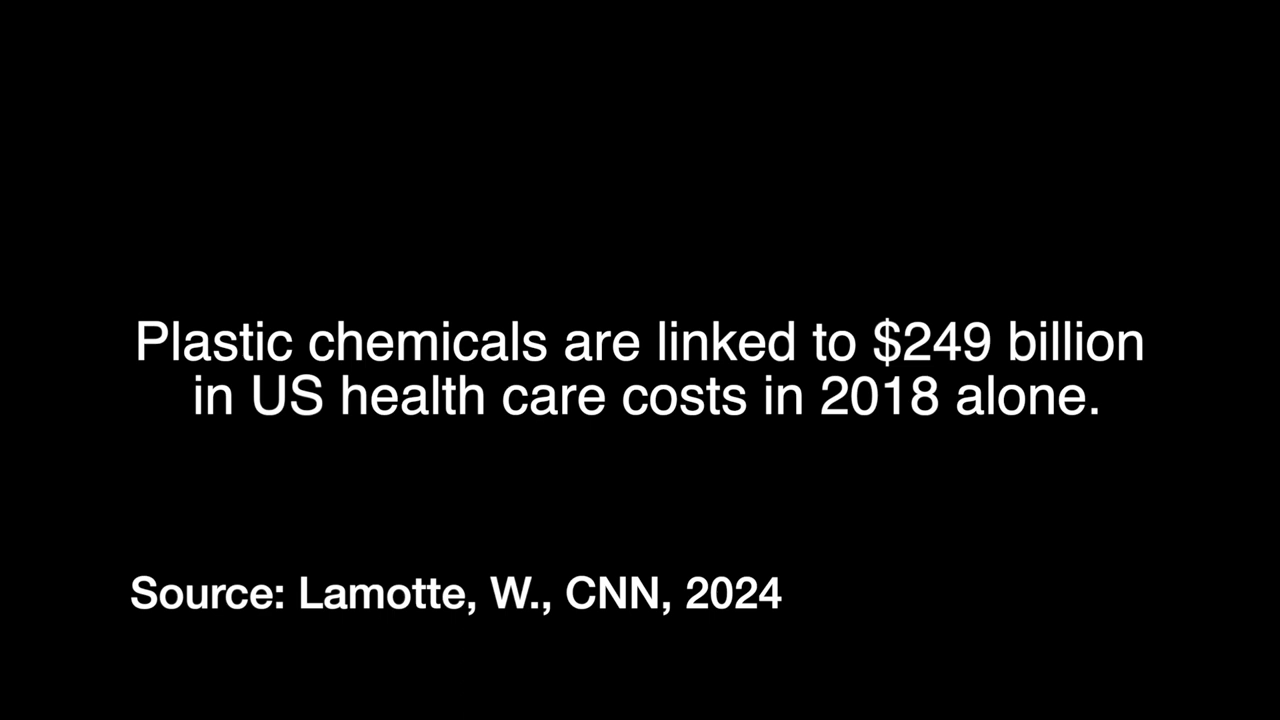 Plastic chemicals are linked to $249 billion
in US health care costs in 2018 alone.
Source: Lamotte, W., CNN, 2024